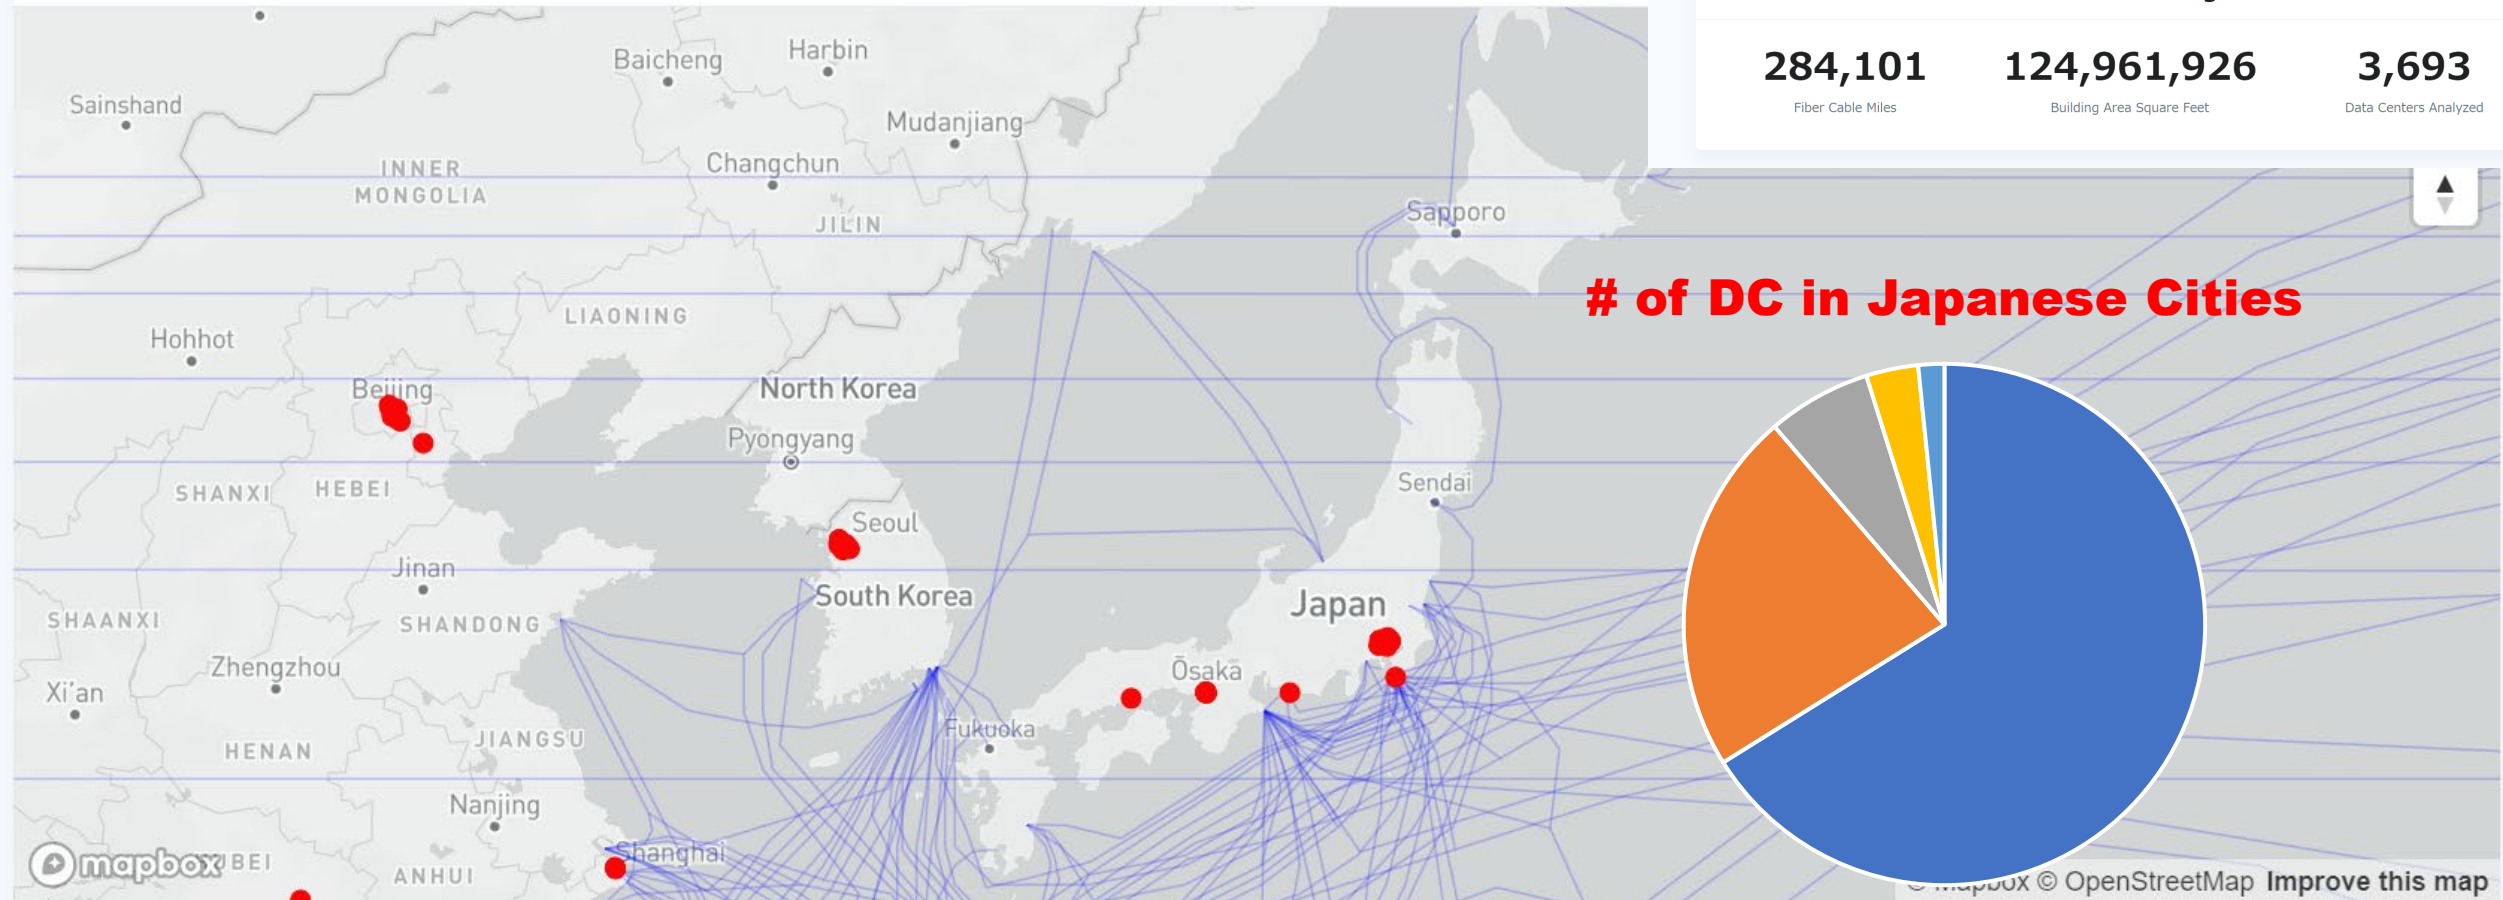 284,101
Fiber Cable Miles
124,961,926
Building Area Square Feet
3,693
Data Centers Analyzed
Baicheng
Harbin
Sainshand
Mudanjiang
INNER
MONGOLIA
Changchun
JILIN
Sapporo
# of DC in Japanese Cities
LIAONING
Hohhot
Beijing
North Korea
Pyongyang
SHANXI
HEBEI
Sendai
Seoul
Jinan
South Korea
Japan
SHAANXI
SHANDONG
Zhengzhou
Ōsaka
Xi'an
Fukuoka
HENAN
JIANGSU
Nanjing
Shanghai
mapbox
UBEI
ANHUI
© Mapbox © OpenStreetMap Improve this map